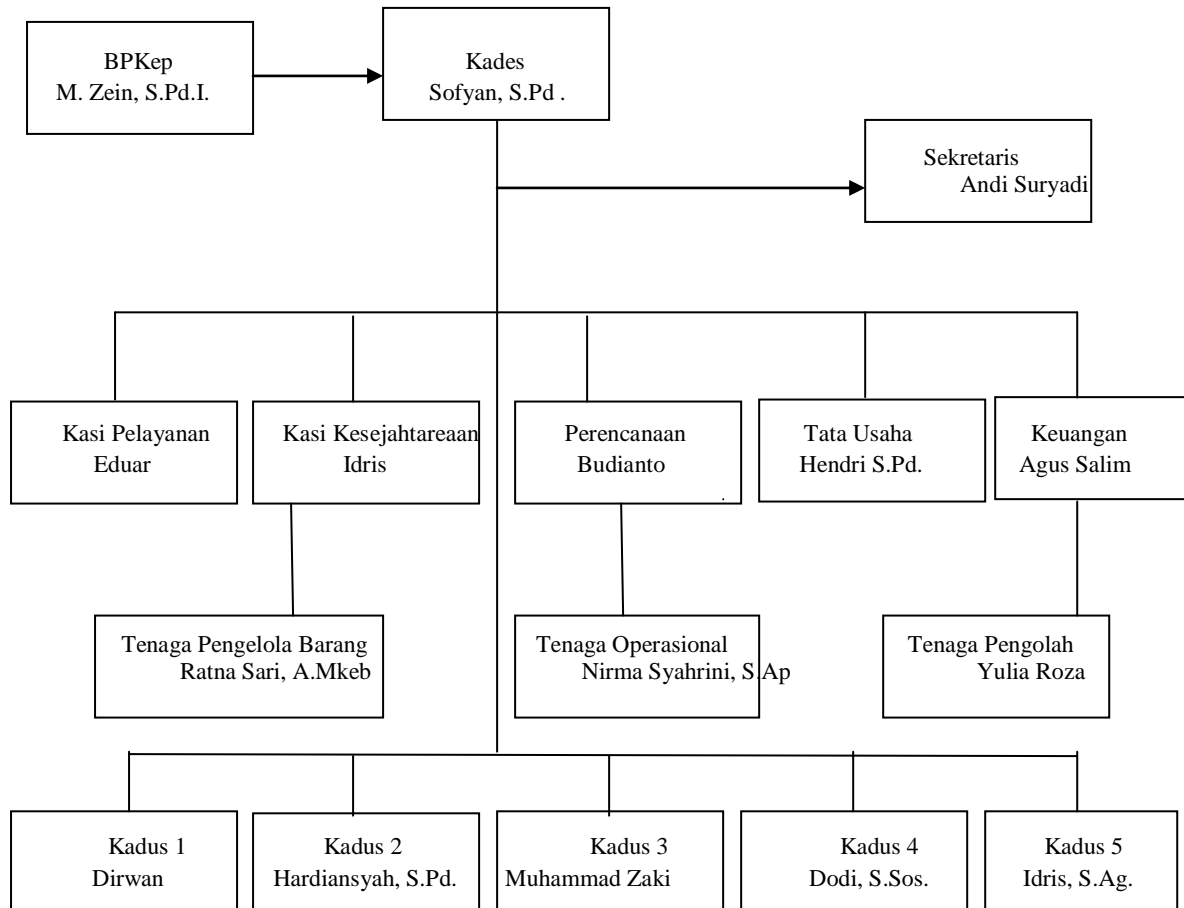 BPKep
M. Zein, S.Pd.I.
Kades
Sofyan, S.Pd .
Sekretaris
Andi Suryadi
Kasi Pelayanan
Eduar
Kasi Kesejahtareaan
Idris
Perencanaan
Budianto
.
Tata Usaha
Hendri S.Pd.
Keuangan
Agus Salim
Tenaga Pengelola Barang
Ratna Sari, A.Mkeb
Tenaga Operasional
Nirma Syahrini, S.Ap
Tenaga Pengolah
Yulia Roza
Kadus 1
Dirwan
Kadus 2
Hardiansyah, S.Pd.
Kadus 3
Muhammad Zaki
Kadus 4
Dodi, S.Sos.
Kadus 5
Idris, S.Ag.